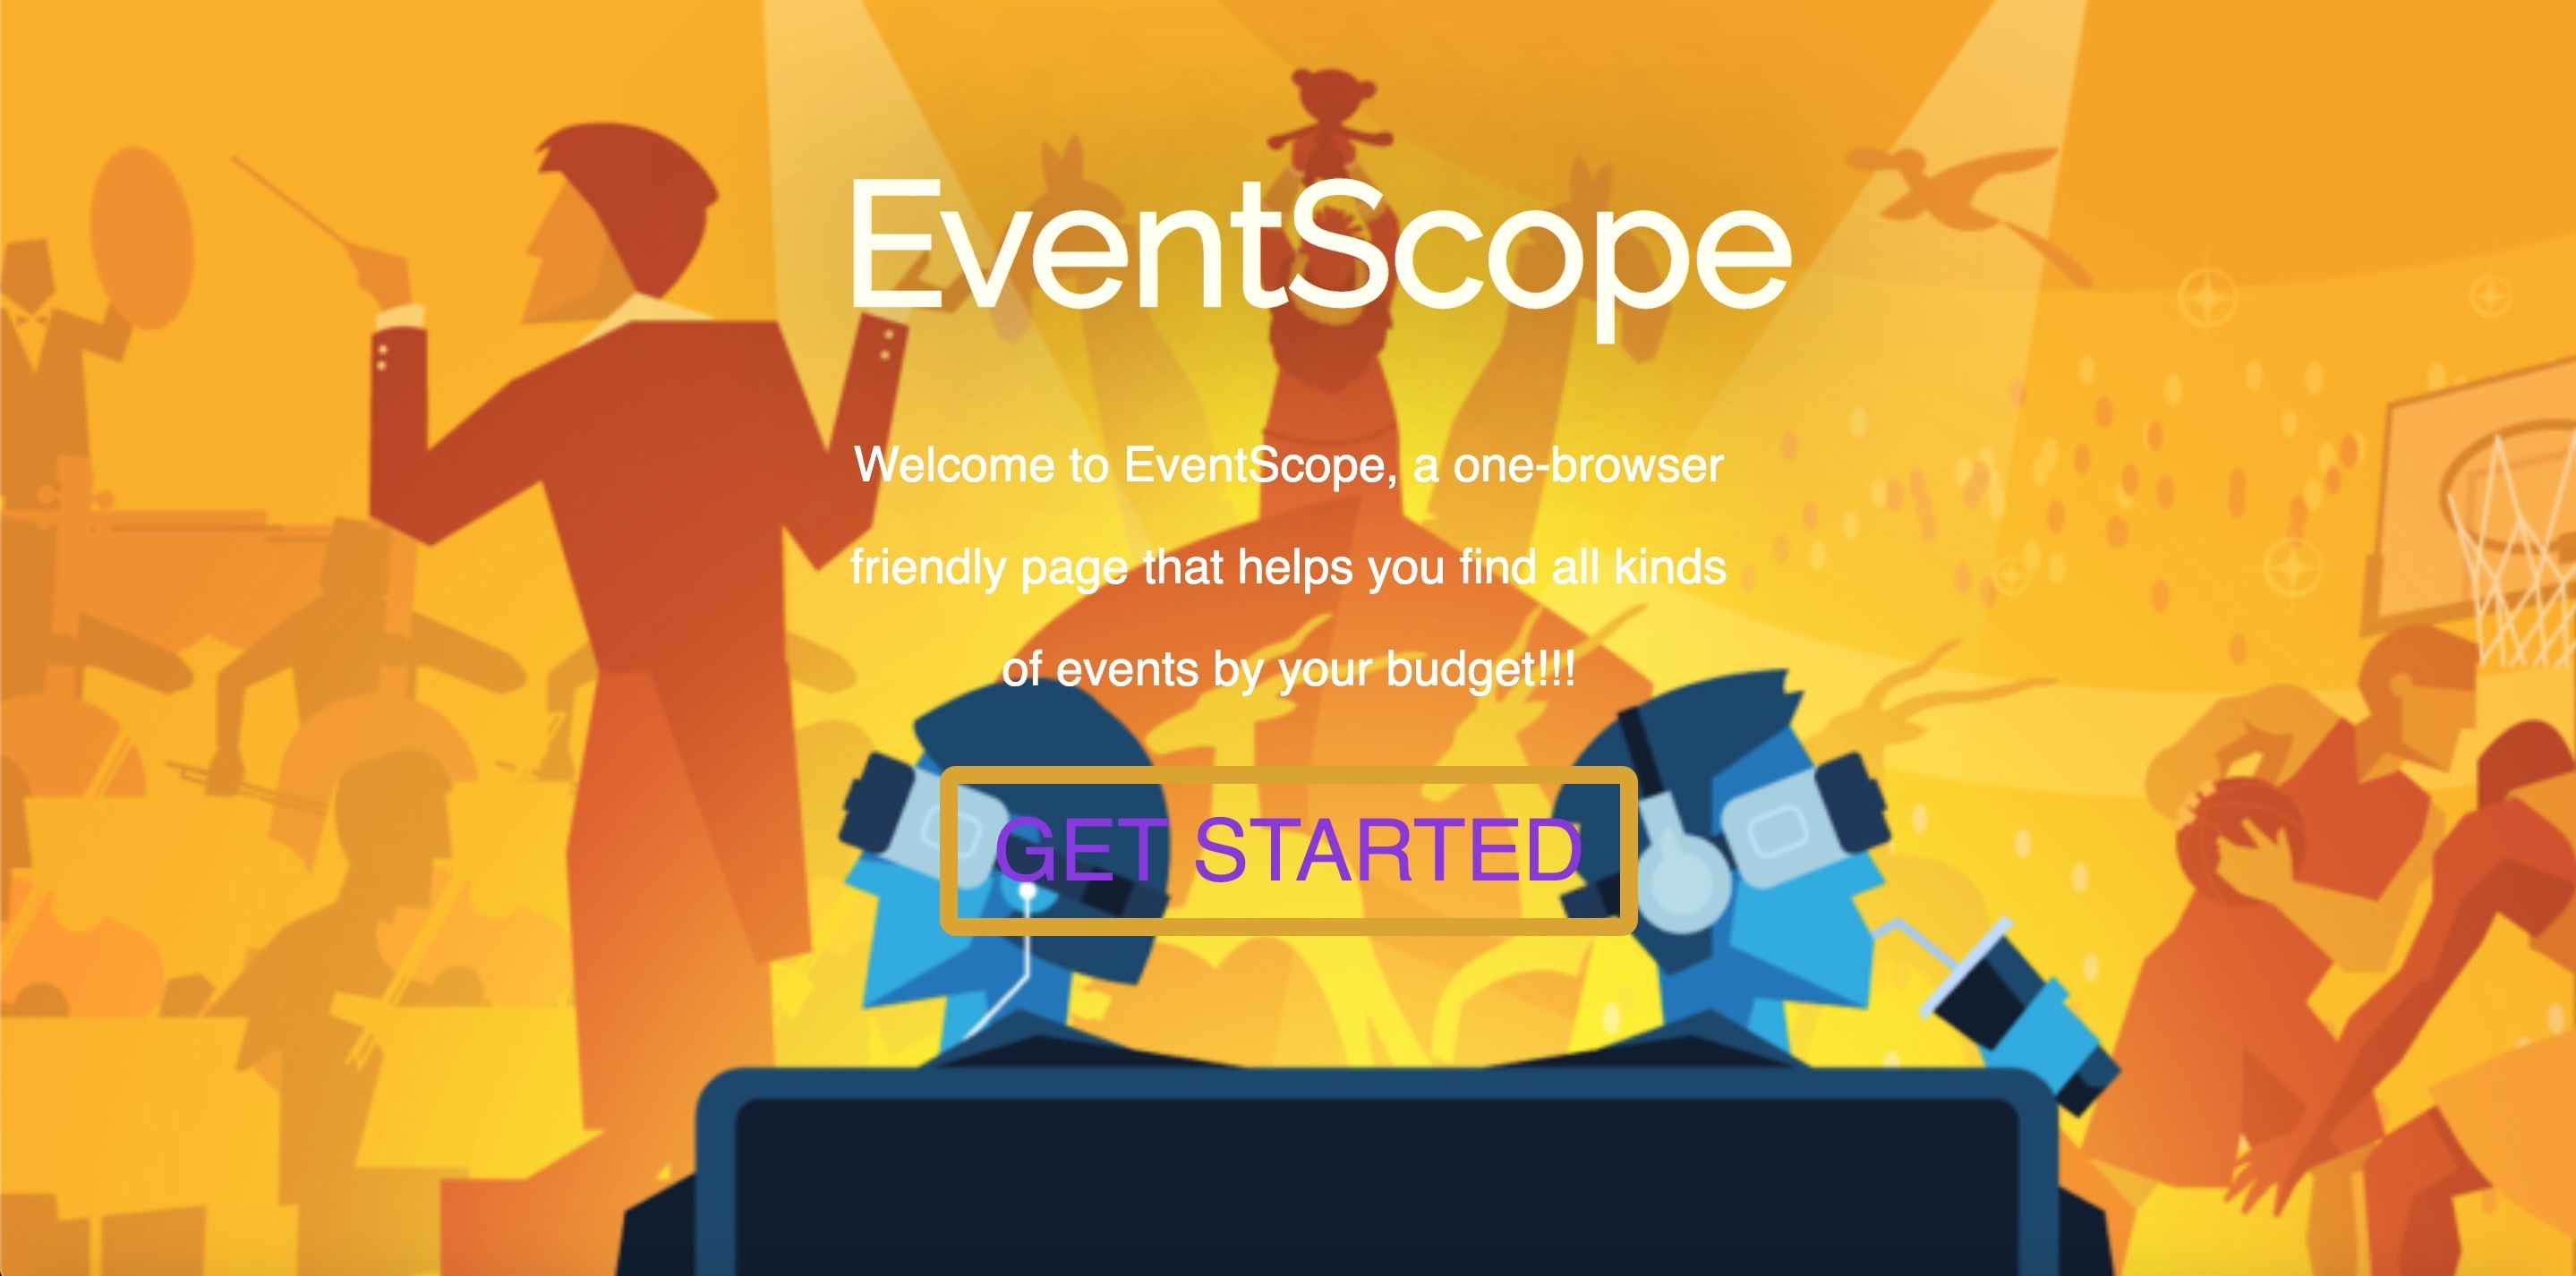 EventScope
Welcome to EventScope, a one-browser
friendly page that helps you find all kinds
of events by your budget!!!
GET STARTED